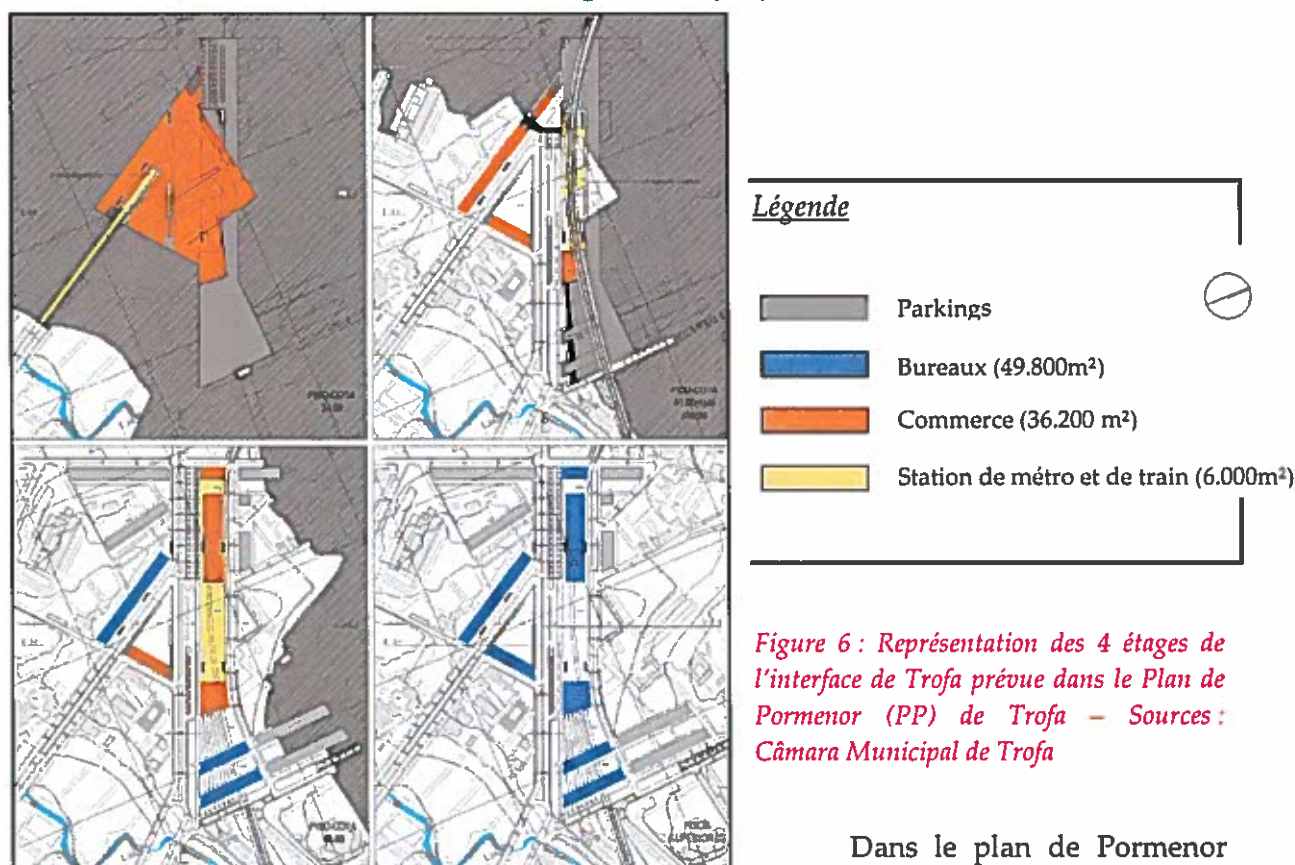 Légende
Parkings
Bureaux (49.800m²)
Commerce (36.200 m²)
Station de métro et de train (6.000m²)
Figure 6 : Représentation des 4 étages de
l'interface de Trofa prévue dans le Plan de
Pormenor (PP) de Trofa – Sources :
Câmara Municipal de Trofa
Dans le plan de Pormenor